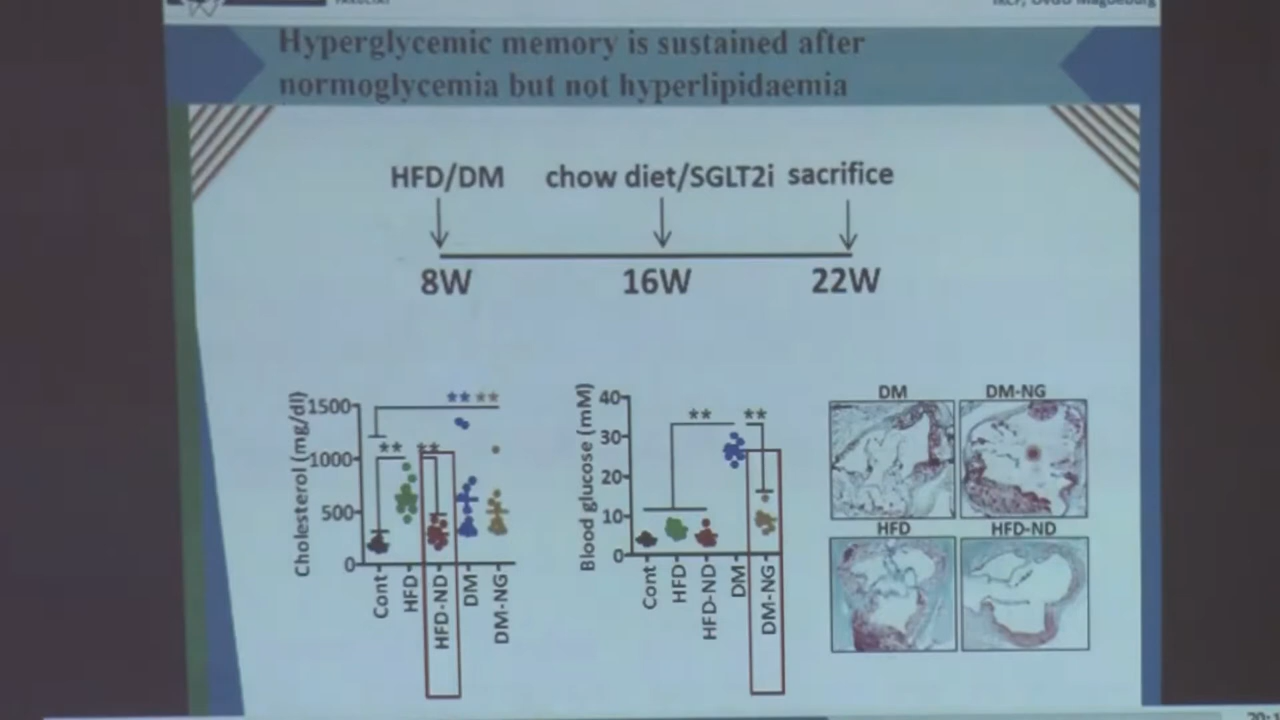 Hyperglycemic memory is sustained after
normoglycemia but not hyperlipidaemia
HFD/DM chow diet/SGLT2i sacrifice
8W 16W 22W
Cholesterol (mg/dl)
1500
1000
500
0
** **
** **
Cont
HFD
HFD-ND
DM
DM-NG
Blood glucose (mM)
40
30
20
10
0
** **
Cont
HFD
HFD-ND
DM
DM-NG
DM DM-NG
HFD HFD-ND